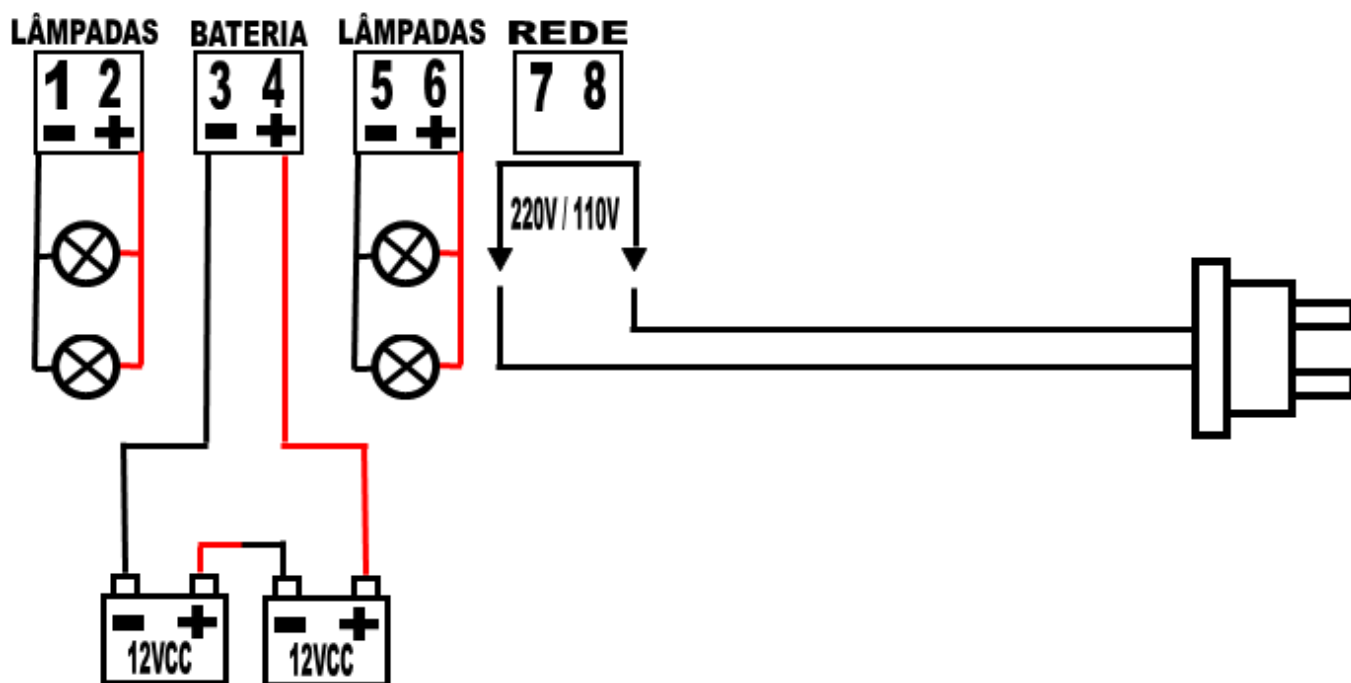 LÂMPADAS BATERIA LÂMPADAS REDE
1 2 3 4 5 6 7 8
- + - + - +
220V / 110V
- + - +
12VCC 12VCC